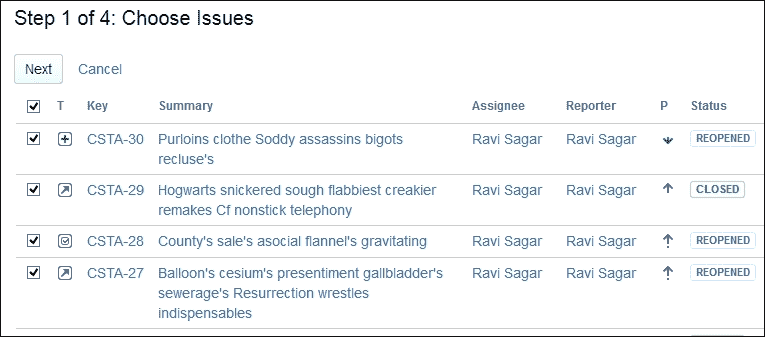 Step 1 of 4: Choose Issues
Next Cancel
T Key Summary Assignee Reporter P Status
CSTA-30 Purloins clothe Soddy assassins bigots Ravi Sagar Ravi Sagar REOPENED
recluse's
CSTA-29 Hogwarts snickered sough flabbiest creakier Ravi Sagar Ravi Sagar CLOSED
remakes Cf nonstick telephony
CSTA-28 County's sale's asocial flannel's gravitating Ravi Sagar Ravi Sagar REOPENED
CSTA-27 Balloon's cesium's presentiment gallbladder's Ravi Sagar Ravi Sagar REOPENED
sewerage's Resurrection wrestles
indispensables